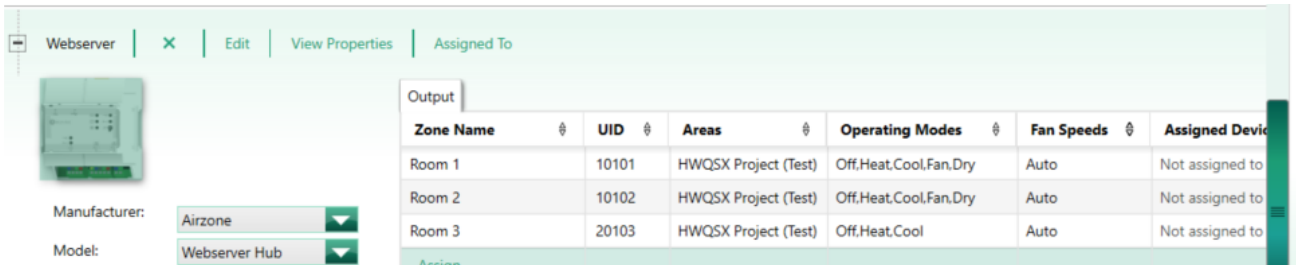 Webserver × Edit View Properties Assigned To
Output
Zone Name UID Areas Operating Modes Fan Speeds Assigned Devic
Room 1 10101 HWQSX Project (Test) Off,Heat,Cool,Fan,Dry Auto Not assigned to
Room 2 10102 HWQSX Project (Test) Off,Heat,Cool,Fan,Dry Auto Not assigned to
Manufacturer: Airzone
Room 3 20103 HWQSX Project (Test) Off,Heat,Cool Auto Not assigned to
Model: Webserver Hub
Assign